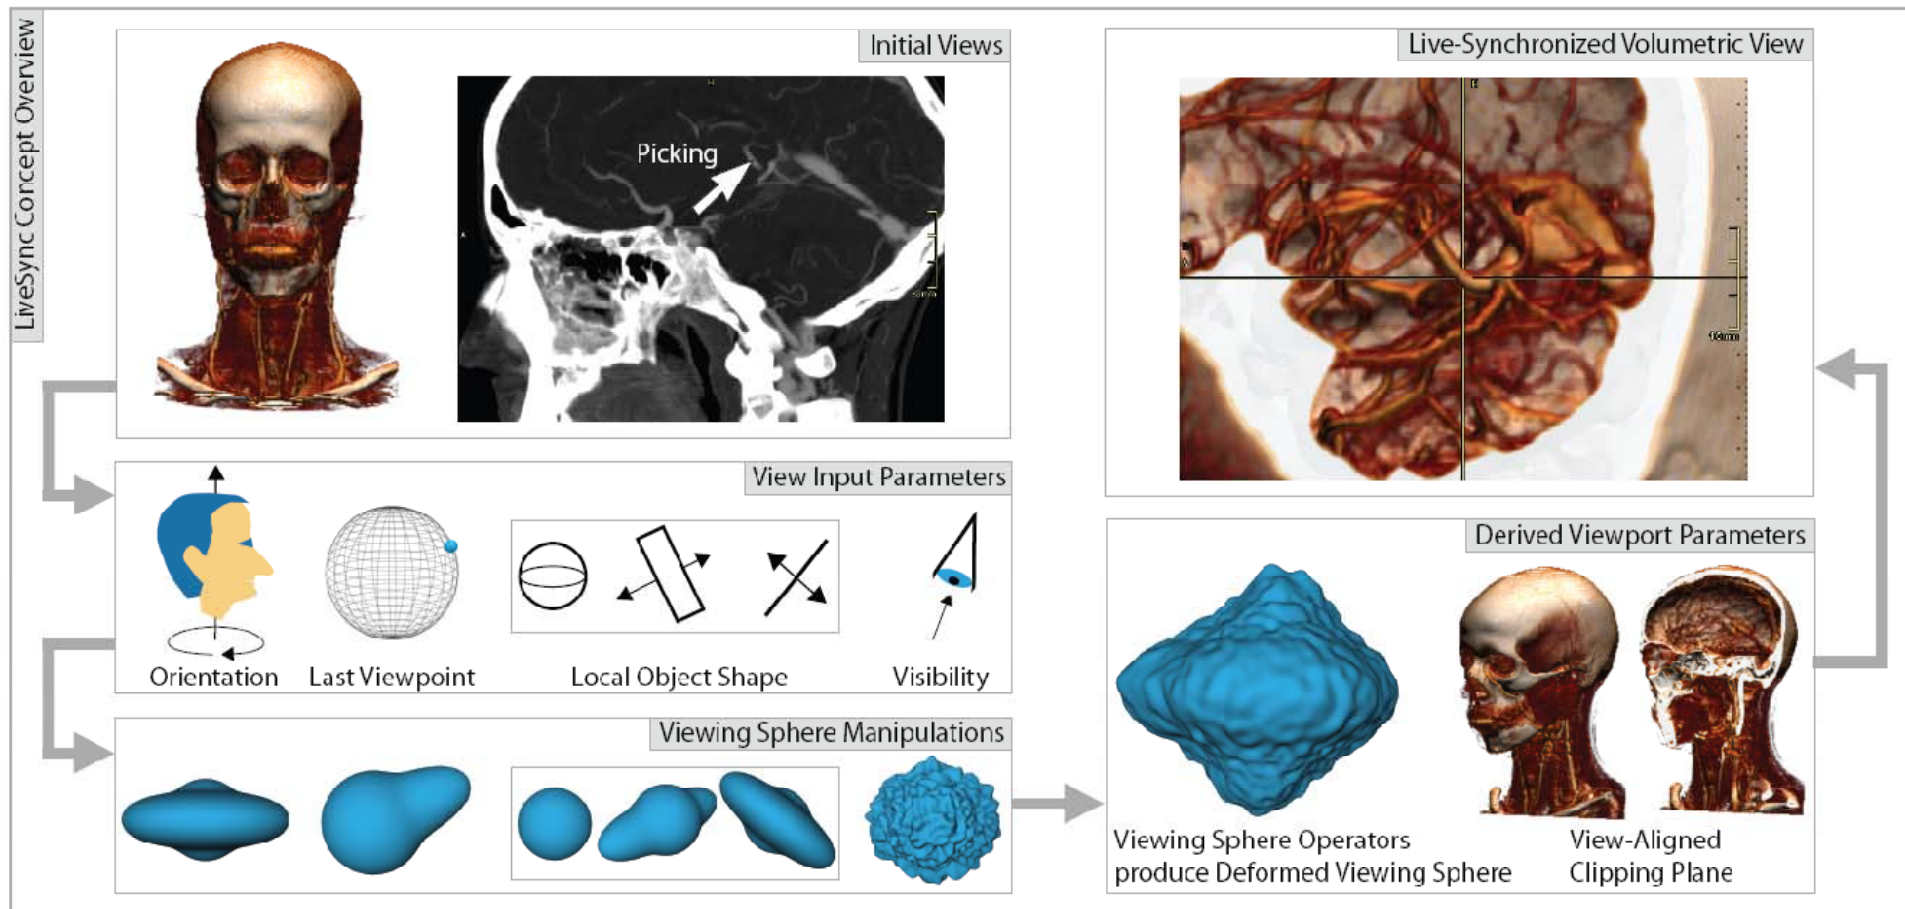 LiveSync Concept Overview
Initial Views
Picking
View Input Parameters
Orientation
Last Viewpoint
Local Object Shape
Visibility
Viewing Sphere Manipulations
Live-Synchronized Volumetric View
10mm
Derived Viewport Parameters
Viewing Sphere Operators
produce Deformed Viewing Sphere
View-Aligned
Clipping Plane